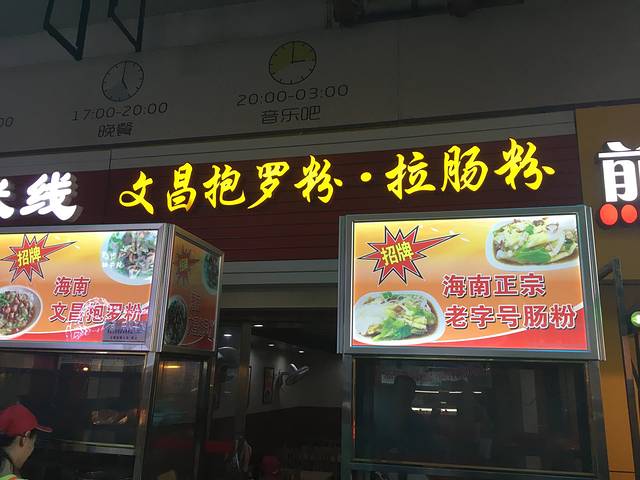 00
17:00-20:00
晚餐
20:00-03:00
音乐吧
线
文昌抱罗粉·拉肠粉
煎
招牌
海南
文昌抱罗粉
招牌
海南正宗
老字号肠粉